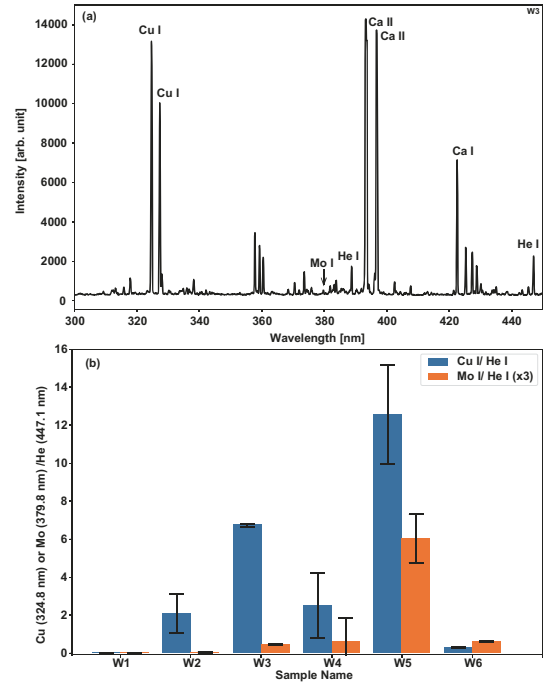 (a)
W3
Cu I
Cu I
Ca II
Ca II
Mo I
He I
Ca I
He I
14000
12000
10000
8000
6000
4000
2000
0
Intensity [arb. unit]
300 320 340 360 380 400 420 440
Wavelength [nm]
(b)
Cu I/ He I
Mo I/ He I (x3)
16
14
12
10
8
6
4
2
0
Cu (324.8 nm) or Mo (379.8 nm) /He (447.1 nm)
W1 W2 W3 W4 W5 W6
Sample Name